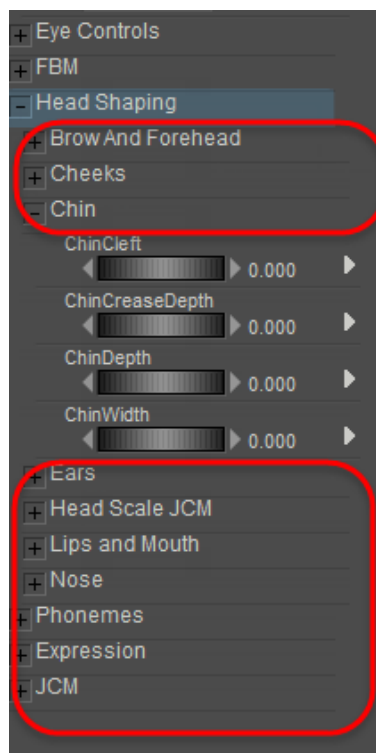 Eye Controls
FBM
Head Shaping
Brow And Forehead
Cheeks
Chin
ChinCleft
0.000
ChinCreaseDepth
0.000
ChinDepth
0.000
ChinWidth
0.000
Ears
Head Scale JCM
Lips and Mouth
Nose
Phonemes
Expression
JCM